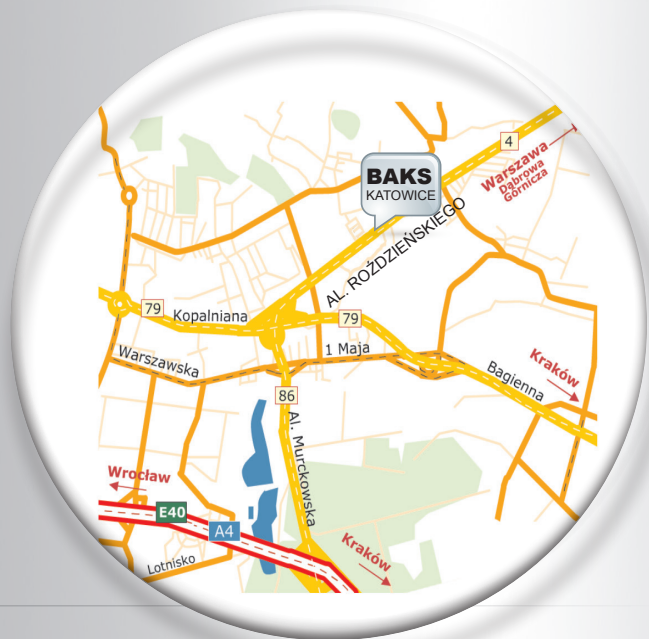 4
Warszawa
Dąbrowa
Górnicza
BAKS
KATOWICE
AL. ROŹDZIEŃSKIEGO
79
Kopalniana
79
1 Maja
Warszawska
Kraków
Bagienna
86
Al. Murckowska
Wrocław
E40
A4
Kraków
Lotnisko